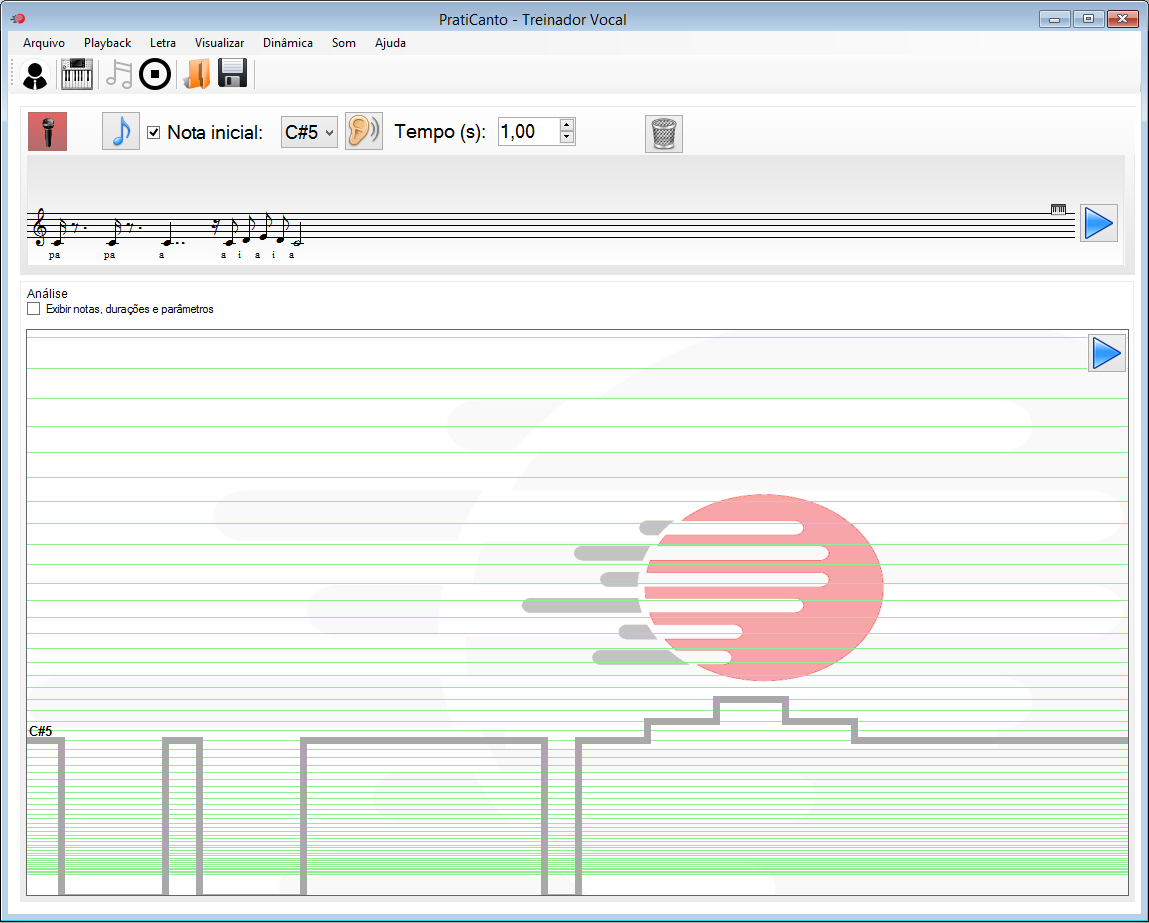 PratiCanto - Treinador Vocal
Arquivo Playback Letra Visualizar Dinâmica Som Ajuda
Nota inicial: C#5 Tempo (s): 1,00
pa pa a a i a i a
Análise
Exibir notas, durações e parâmetros
C#5